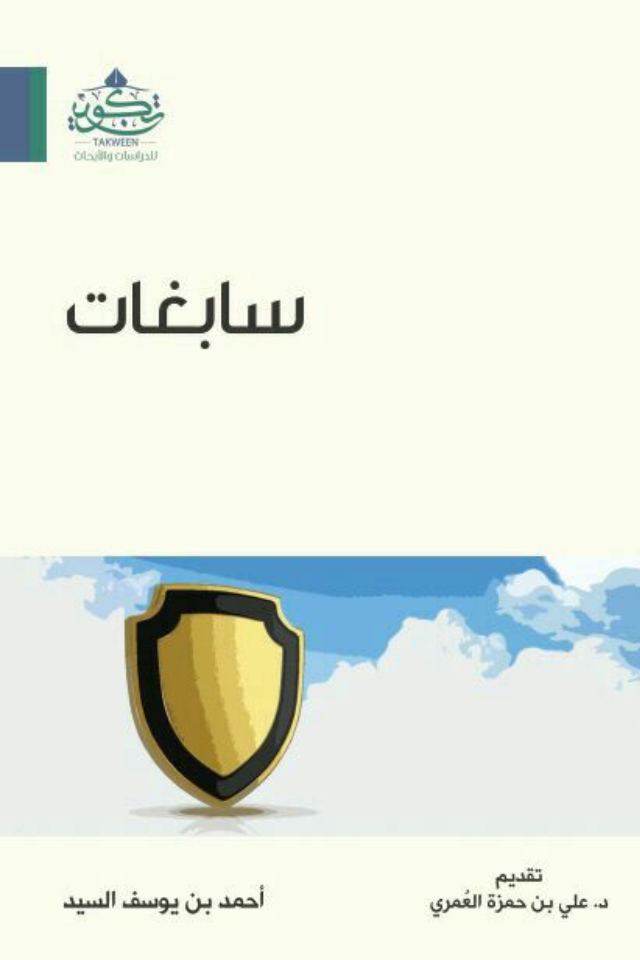 تكوين
TAKWEEN
للدراسات والأبحاث
سابغات
تقديم
د. علي بن حمزة العُمري
أحمد بن يوسف السيد